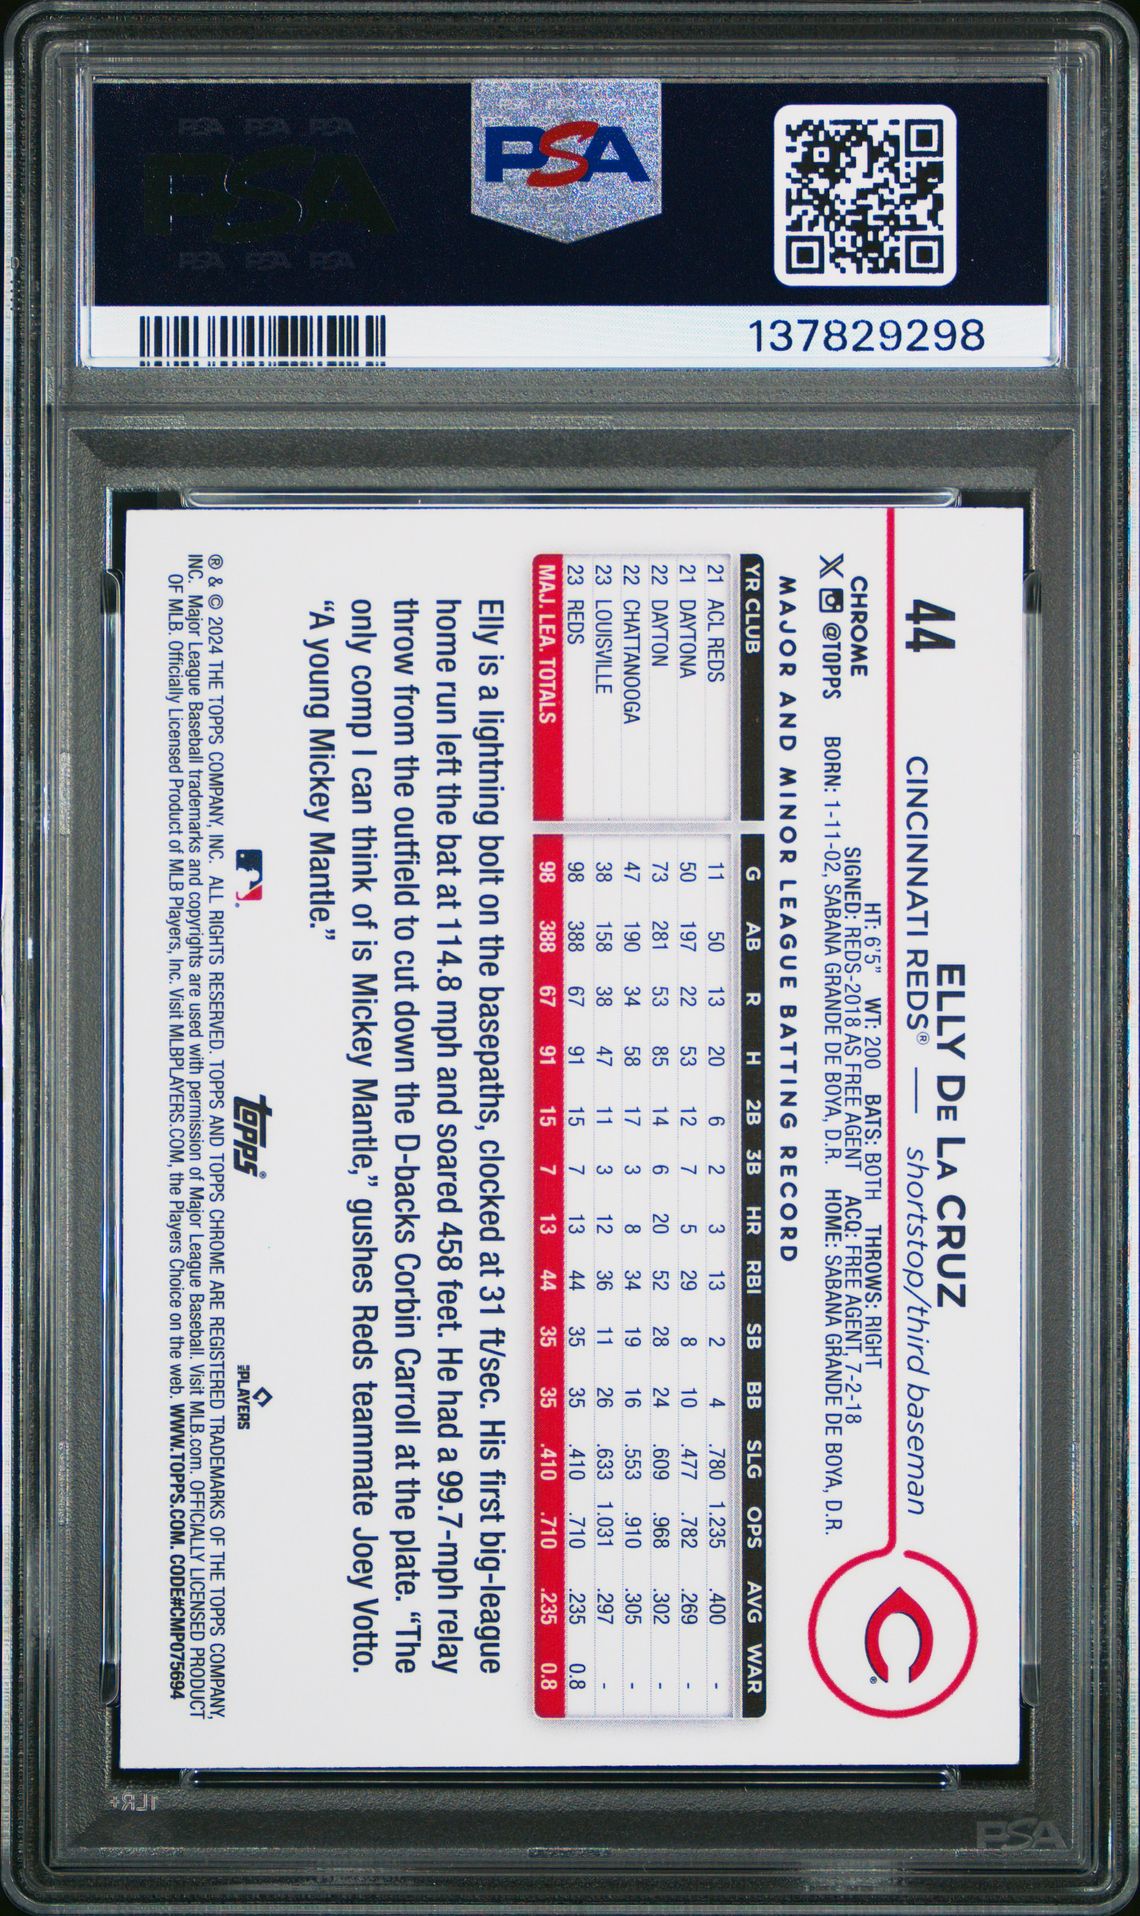 PSA PSA PSA
PSA
PSA PSA PSA
PSA
137829298
44
ELLY DE LA CRUZ
CINCINNATI REDS® — shortstop/third baseman
CHROME
X @TOPPS
HT: 6'5" WT: 200 BATS: BOTH THROWS: RIGHT
SIGNED: REDS-2018 AS FREE AGENT ACQ: FREE AGENT, 7-2-18
BORN: 1-11-02, SABANA GRANDE DE BOYA, D.R. HOME: SABANA GRANDE DE BOYA, D.R.
C®
MAJOR AND MINOR LEAGUE BATTING RECORD
YR CLUB G AB R H 2B 3B HR RBI SB BB SLG OPS AVG WAR
21 ACL REDS 11 50 13 20 6 2 3 13 2 4 .780 1.235 .400 -
21 DAYTONA 50 197 22 53 12 7 5 29 8 10 .477 .782 .269 -
22 DAYTON 73 281 53 85 14 6 20 52 28 24 .609 .968 .302 -
22 CHATTANOOGA 47 190 34 58 17 3 8 34 19 16 .553 .910 .305 -
23 LOUISVILLE 38 158 38 47 11 3 12 36 11 26 .633 1.031 .297 -
23 REDS 98 388 67 91 15 7 13 44 35 35 .410 .710 .235 0.8
MAJ. LEA. TOTALS 98 388 67 91 15 7 13 44 35 35 .410 .710 .235 0.8
Elly is a lightning bolt on the basepaths, clocked at 31 ft/sec. His first big-league
home run left the bat at 114.8 mph and soared 458 feet. He had a 99.7-mph relay
throw from the outfield to cut down the D-backs Corbin Carroll at the plate. “The
only comp I can think of is Mickey Mantle,” gushes Reds teammate Joey Votto.
“A young Mickey Mantle.”
topps®
PLAYERS
® & © 2024 THE TOPPS COMPANY, INC. ALL RIGHTS RESERVED. TOPPS AND TOPPS CHROME ARE REGISTERED TRADEMARKS OF THE TOPPS COMPANY,
INC. Major League Baseball trademarks and copyrights are used with permission of Major League Baseball. Visit MLB.com. OFFICIALLY LICENSED PRODUCT
OF MLB. Officially Licensed Product of MLB Players, Inc. Visit MLBPLAYERS.COM, the Players Choice on the web. WWW.TOPPS.COM. CODE#CMP075694
1LR+
PSA